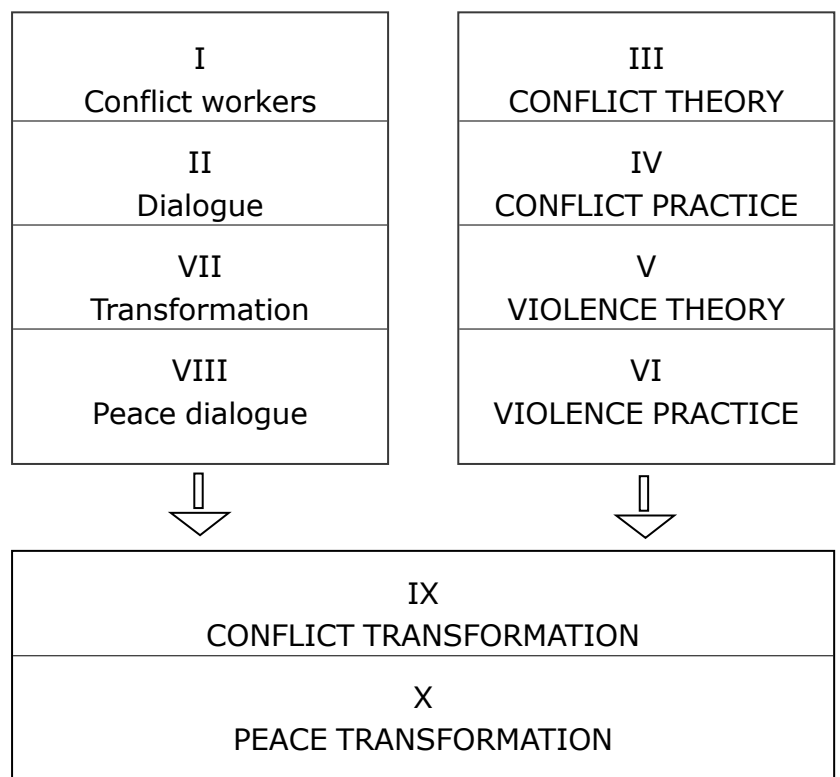 I
Conflict workers
II
Dialogue
VII
Transformation
VIII
Peace dialogue
III
CONFLICT THEORY
IV
CONFLICT PRACTICE
V
VIOLENCE THEORY
VI
VIOLENCE PRACTICE
IX
CONFLICT TRANSFORMATION
X
PEACE TRANSFORMATION